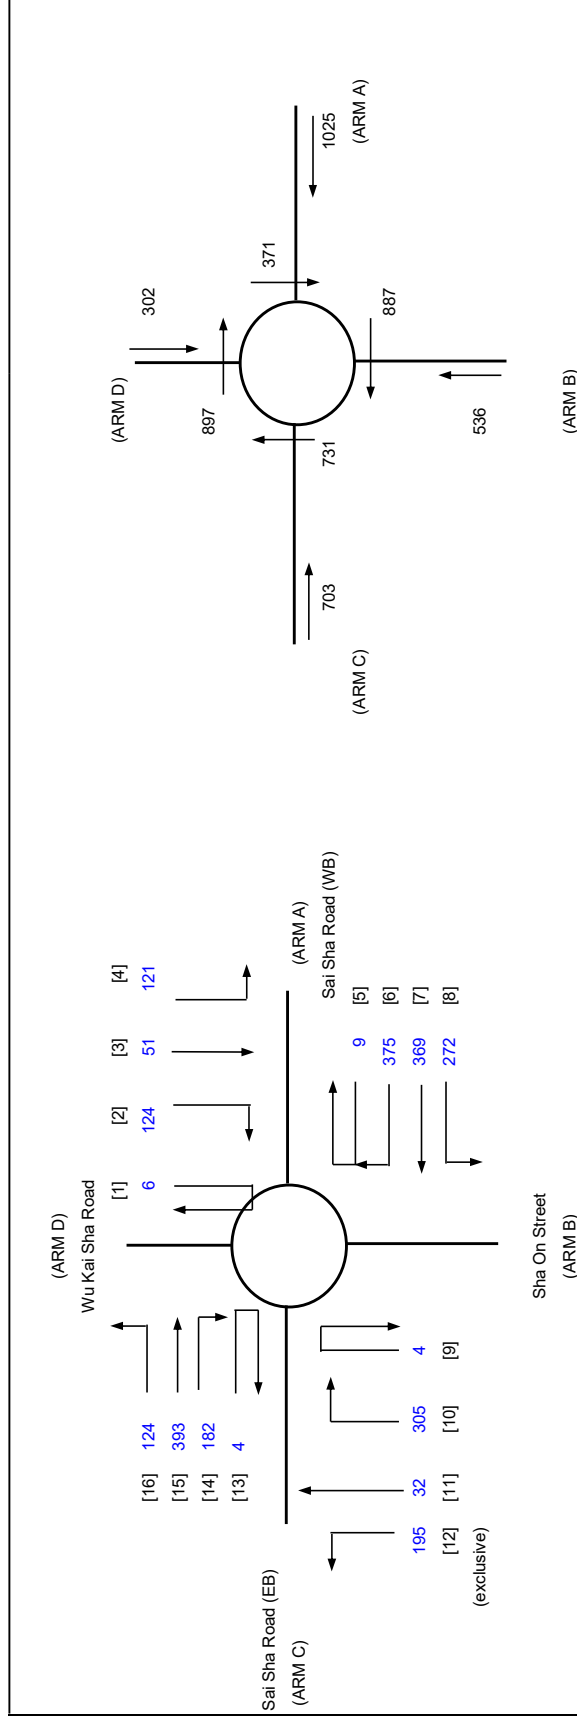 (ARM D)
Wu Kai Sha Road
[1] [2] [3] [4]
6 124 51 121
[16] 124
[15] 393
[14] 182
[13] 4
Sai Sha Road (EB)
(ARM C)
(ARM A)
Sai Sha Road (WB)
9 [5]
375 [6]
369 [7]
272 [8]
195 32 305 4
[12] [11] [10] [9]
(exclusive)
Sha On Street
(ARM B)
(ARM D)
302
897
371
1025
(ARM A)
731
703
(ARM C)
887
536
(ARM B)